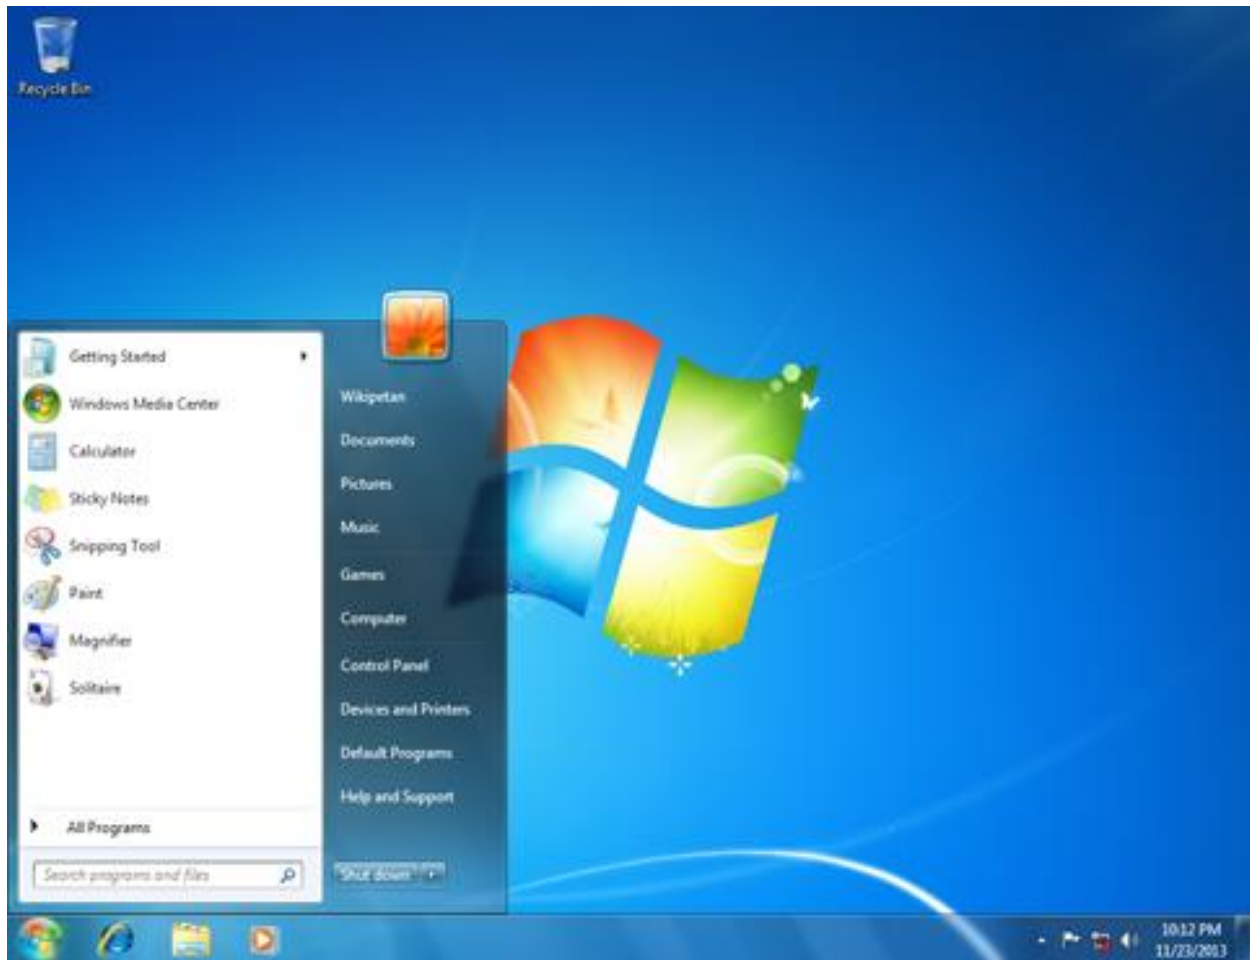 Recycle Bin
Getting Started
Windows Media Center
Calculator
Sticky Notes
Snipping Tool
Paint
Magnifier
Solitaire
All Programs
Search programs and files
Wikipetan
Documents
Pictures
Music
Games
Computer
Control Panel
Devices and Printers
Default Programs
Help and Support
Shut down
10:12 PM
11/23/2013